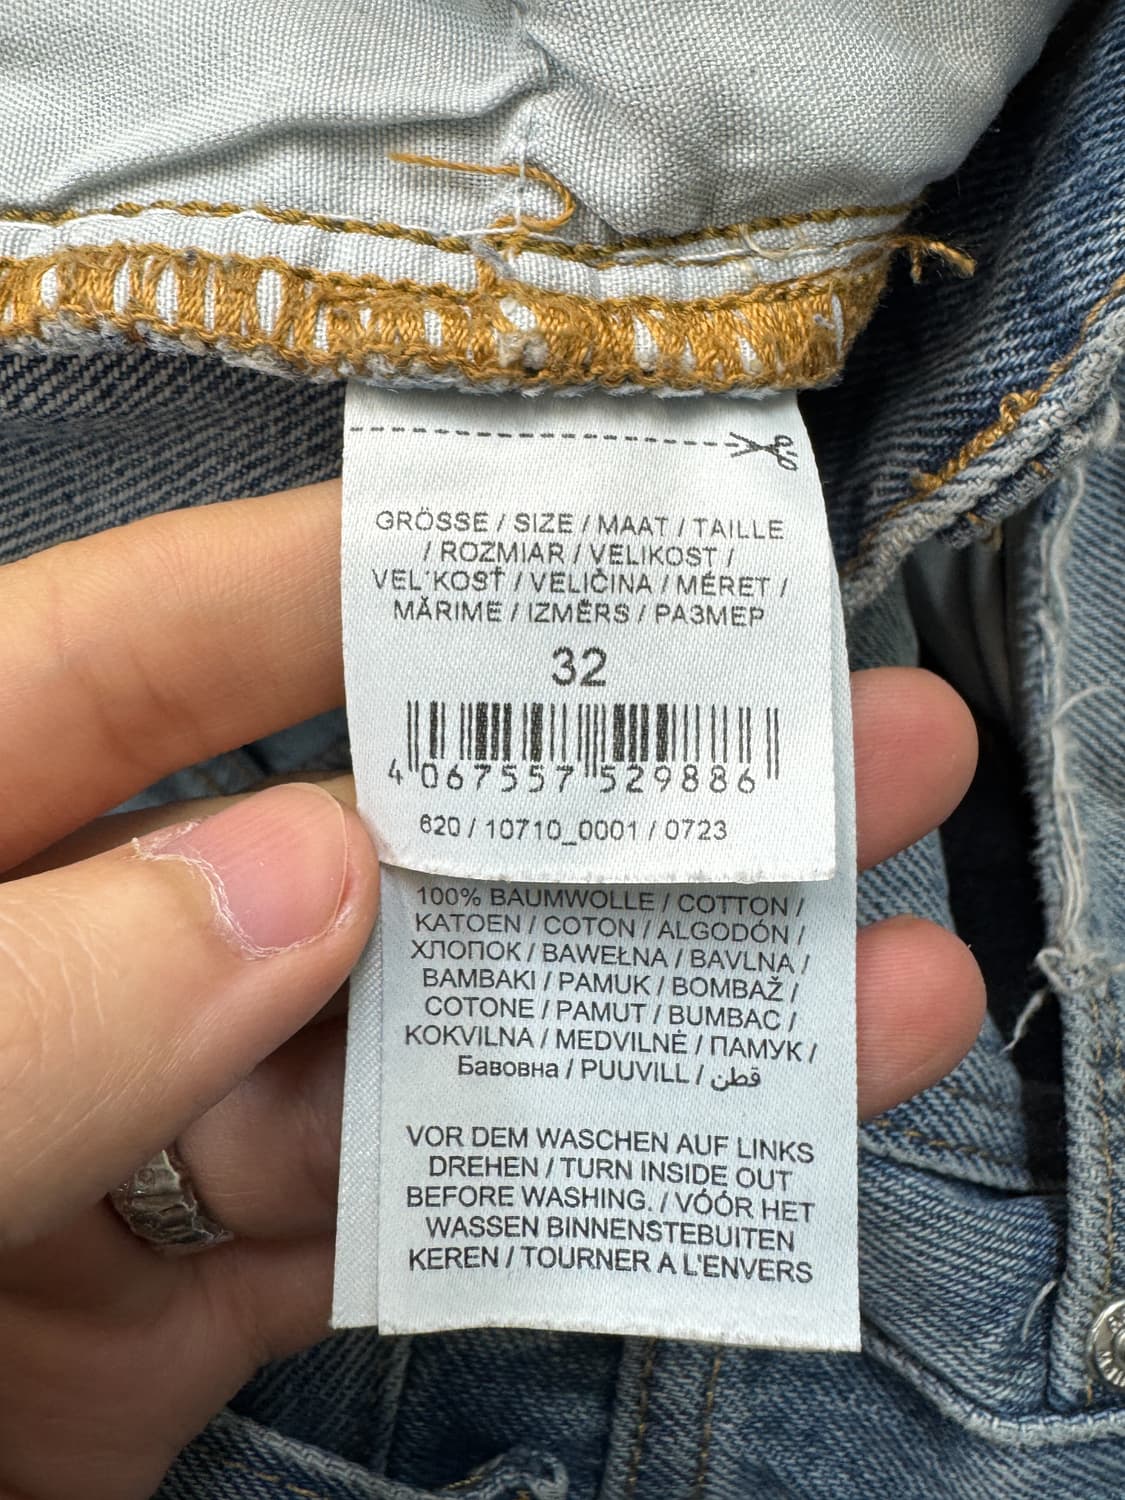 GRÖSSE / SIZE / MAAT / TAILLE
/ ROZMIAR / VELIKOST /
VEL´KOSŤ / VELIČINA / MÉRET /
MĂRIME / IZMĒRS / РАЗМЕР
32
4 067557 529886
620 / 10710_0001 / 0723
100% BAUMWOLLE / COTTON /
KATOEN / COTON / ALGODÓN /
ХЛОПОК / BAWEŁNA / BAVLNA /
BAMBAKI / PAMUK / BOMBAŽ /
COTONE / PAMUT / BUMBAC /
KOKVILNA / MEDVILNĖ / ПАМУК /
Бавовна / PUUVILL / قطن
VOR DEM WASCHEN AUF LINKS
DREHEN / TURN INSIDE OUT
BEFORE WASHING. / VÓÓR HET
WASSEN BINNENSTEBUITEN
KEREN / TOURNER A L'ENVERS